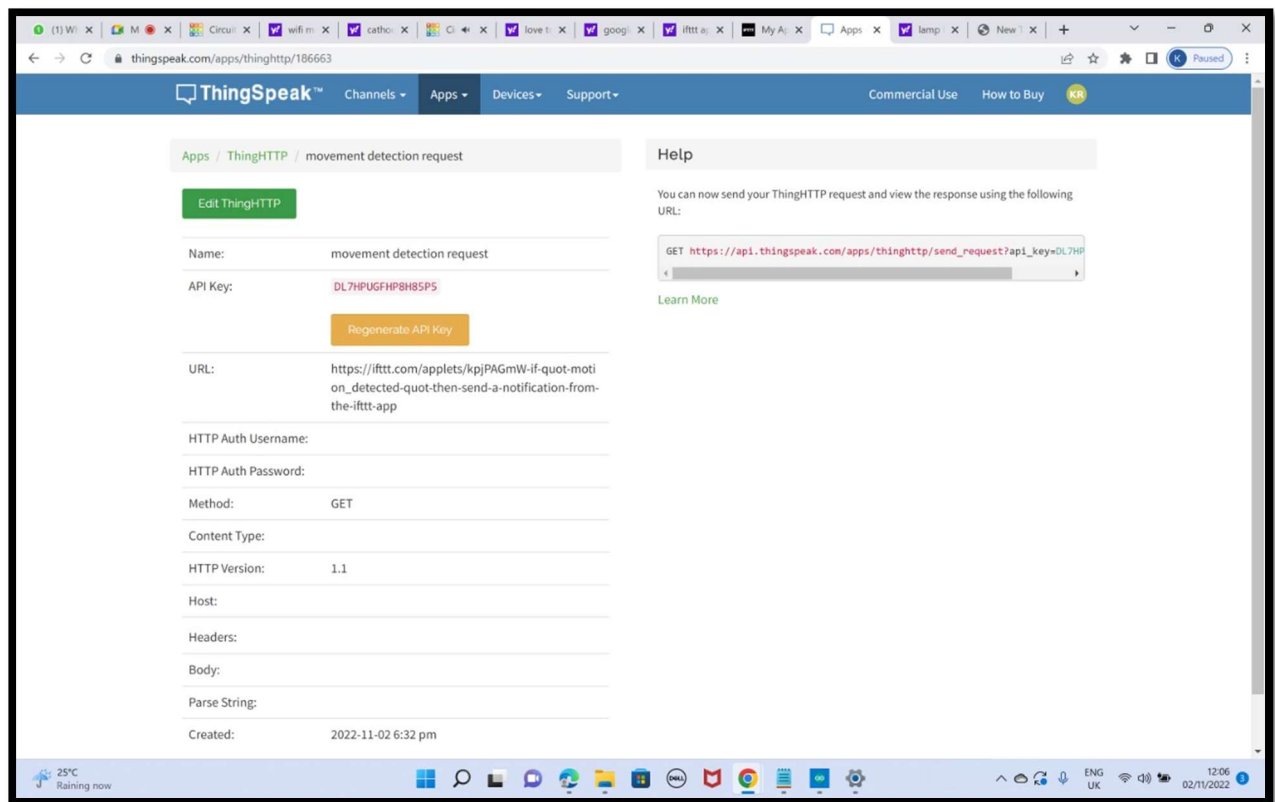 (1) W
M
Circui
wifi m
catho
Ci
love t
googl
ifttt a
My A
Apps
lamp
New T
thingspeak.com/apps/thinghttp/186663
K Paused
ThingSpeak™ Channels Apps Devices Support Commercial Use How to Buy KR
Apps / ThingHTTP / movement detection request
Edit ThingHTTP
Name: movement detection request
API Key: DL7HPUGFHP8H85P5
Regenerate API Key
URL: https://ifttt.com/applets/kpjPAGmW-if-quot-moti
on_detected-quot-then-send-a-notification-from-
the-ifttt-app
HTTP Auth Username:
HTTP Auth Password:
Method: GET
Content Type:
HTTP Version: 1.1
Host:
Headers:
Body:
Parse String:
Created: 2022-11-02 6:32 pm
Help
You can now send your ThingHTTP request and view the response using the following
URL:
GET https://api.thingspeak.com/apps/thinghttp/send_request?api_key=DL7HP
Learn More
25°C
Raining now
DELL
ENG
UK
12:06
02/11/2022
3